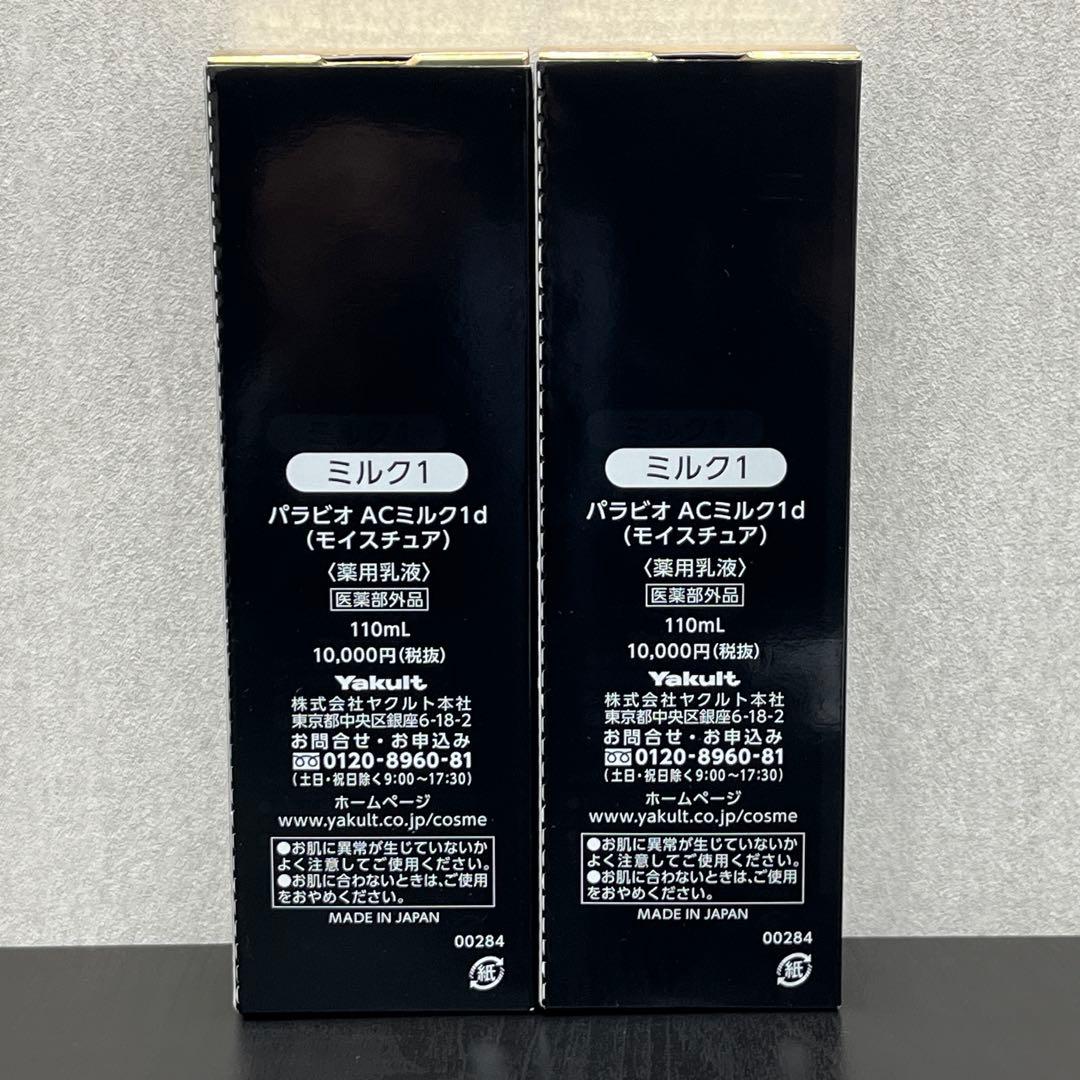 ミルク1
パラビオ ACミルク1d
(モイスチュア)
〈薬用乳液〉
医薬部外品
110mL
10,000円(税抜)
Yakult
株式会社ヤクルト本社
東京都中央区銀座6-18-2
お問合せ・お申込み
0120-8960-81
(土日・祝日除く9:00〜17:30)
ホームページ
www.yakult.co.jp/cosme
●お肌に異常が生じていないか
よく注意してご使用ください。
●お肌に合わないときは、ご使用
をおやめください。
MADE IN JAPAN
00284
紙
ミルク1
パラビオ ACミルク1d
(モイスチュア)
〈薬用乳液〉
医薬部外品
110mL
10,000円(税抜)
Yakult
株式会社ヤクルト本社
東京都中央区銀座6-18-2
お問合せ・お申込み
0120-8960-81
(土日・祝日除く9:00〜17:30)
ホームページ
www.yakult.co.jp/cosme
●お肌に異常が生じていないか
よく注意してご使用ください。
●お肌に合わないときは、ご使用
をおやめください。
MADE IN JAPAN
00284
紙